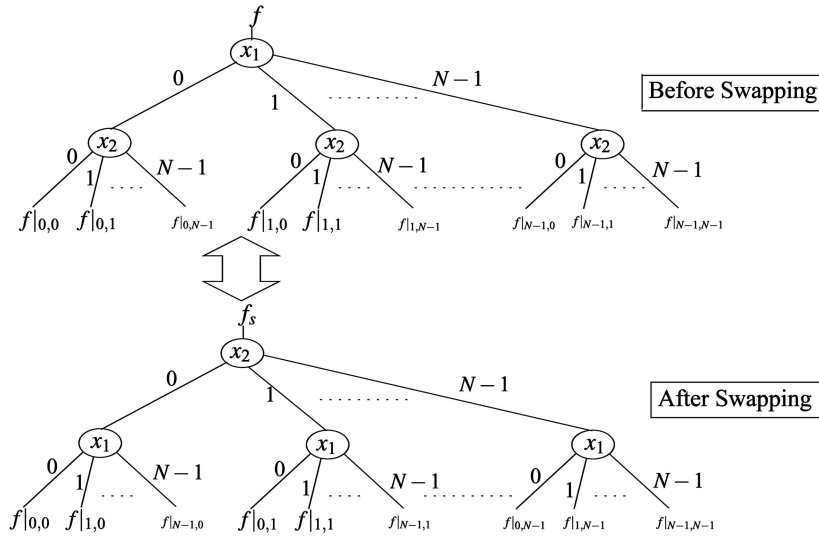 f
x₁
0 1 ......... N − 1
Before Swapping
x₂ x₂ x₂
0 1 .... N − 1 0 1 .... N − 1 ............ 0 1 .... N − 1
f|₀,₀ f|₀,₁ f|₀,N−1 f|₁,₀ f|₁,₁ f|₁,N−1 f|N−1,0 f|N−1,1 f|N−1,N−1
fₛ
x₂
0 1 ......... N − 1
After Swapping
x₁ x₁ x₁
0 1 .... N − 1 0 1 .... N − 1 ............ 0 1 .... N − 1
f|₀,₀ f|₁,₀ f|N−1,0 f|₀,₁ f|₁,₁ f|N−1,1 f|0,N−1 f|1,N−1 f|N−1,N−1